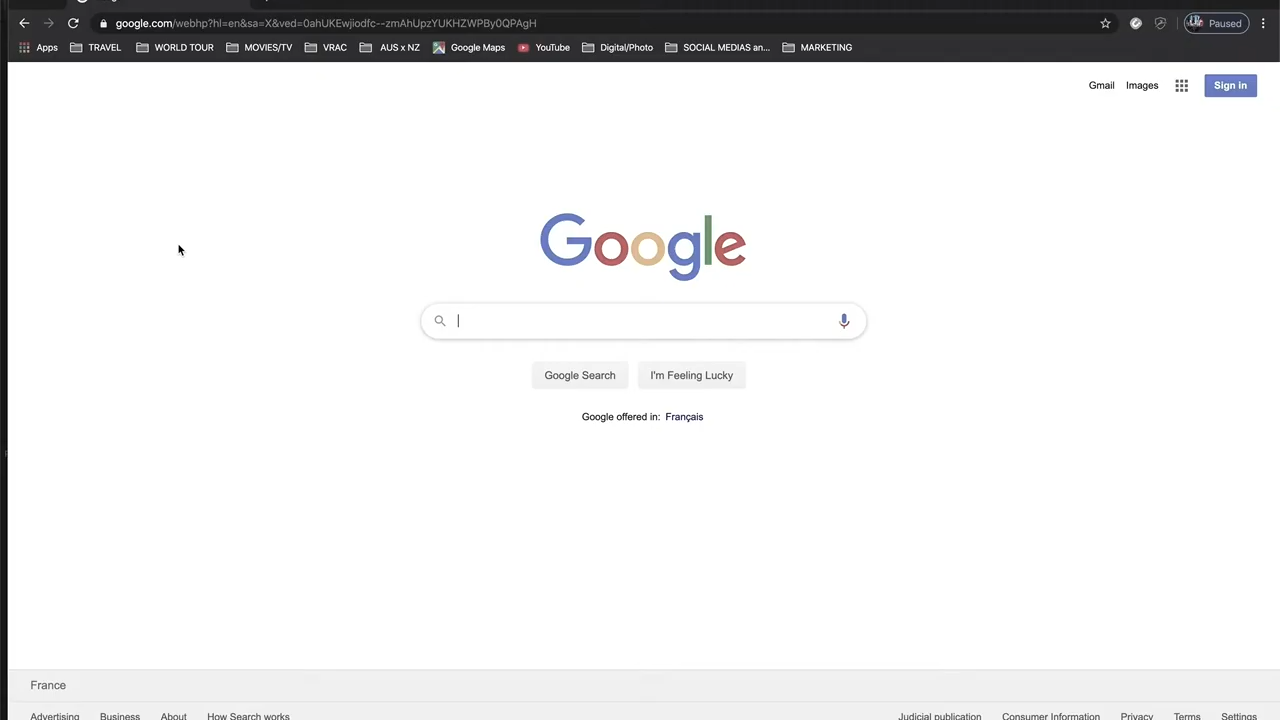 google.com/webhp?hl=en&sa=X&ved=0ahUKEwjiodfc--zmAhUpzYUKHZWPBy0QPAgH
Paused
Apps TRAVEL WORLD TOUR MOVIES/TV VRAC AUS x NZ Google Maps YouTube Digital/Photo SOCIAL MEDIAS an... MARKETING
Gmail Images Sign in
Google
Google Search I'm Feeling Lucky
Google offered in: Français
France
Advertising Business About How Search works Judicial publication Consumer Information Privacy Terms Settings